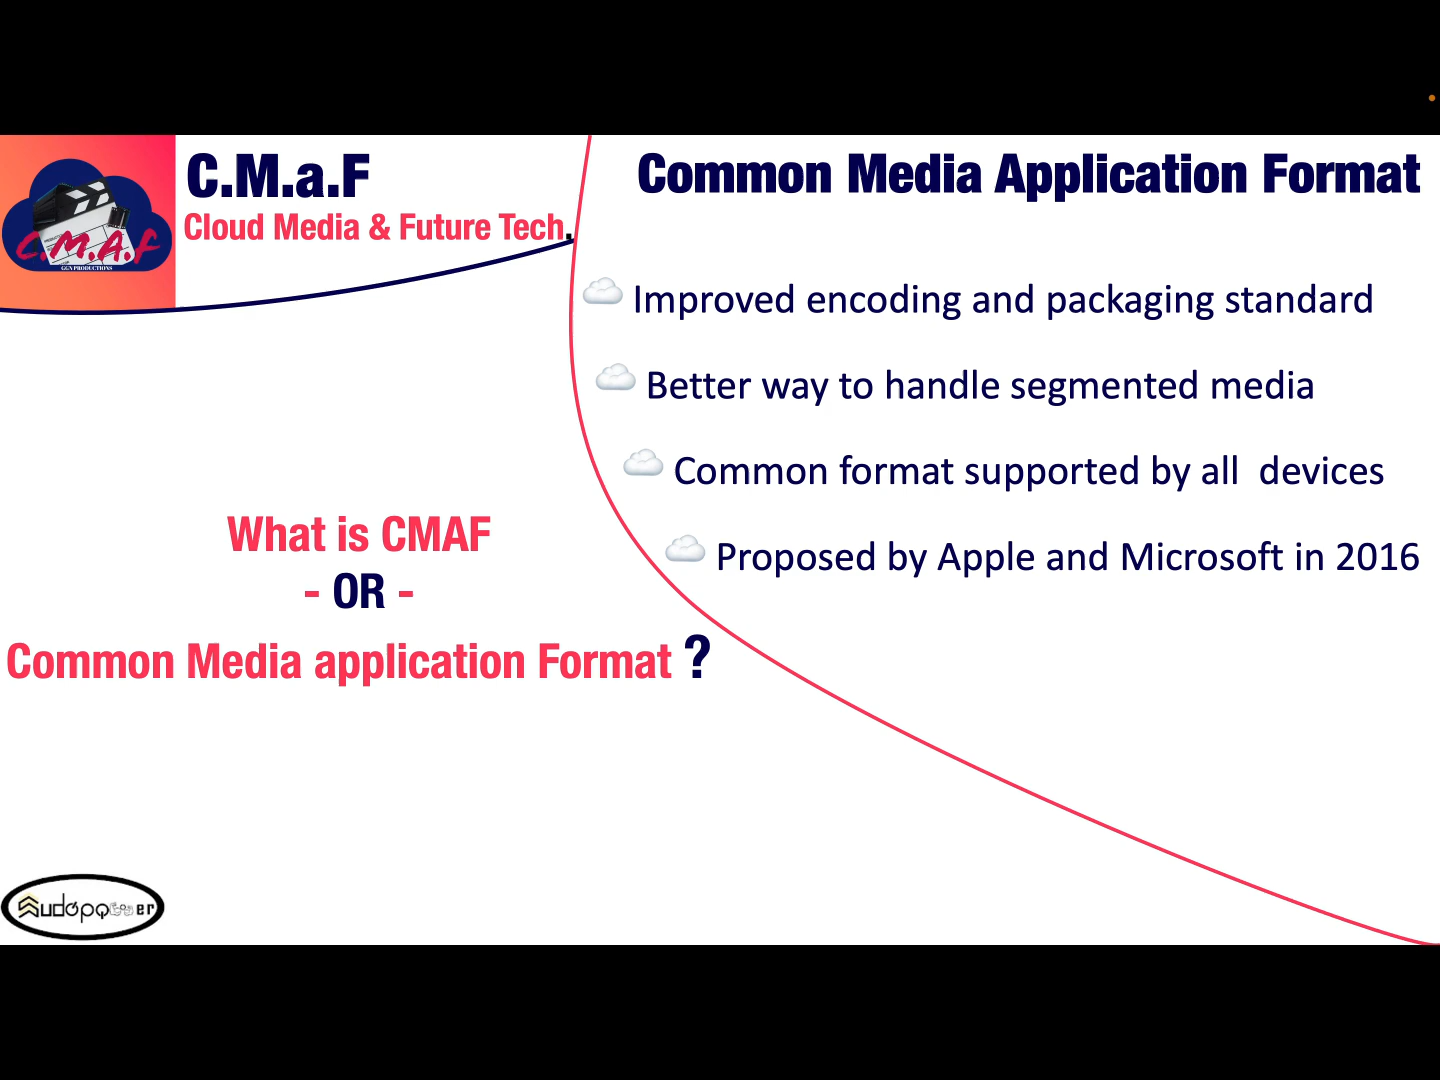 C.M.a.F
Cloud Media & Future Tech.
C.M.A.F
GGN PRODUCTIONS
What is CMAF
- OR -
Common Media application Format ?
Common Media Application Format
Improved encoding and packaging standard
Better way to handle segmented media
Common format supported by all devices
Proposed by Apple and Microsoft in 2016